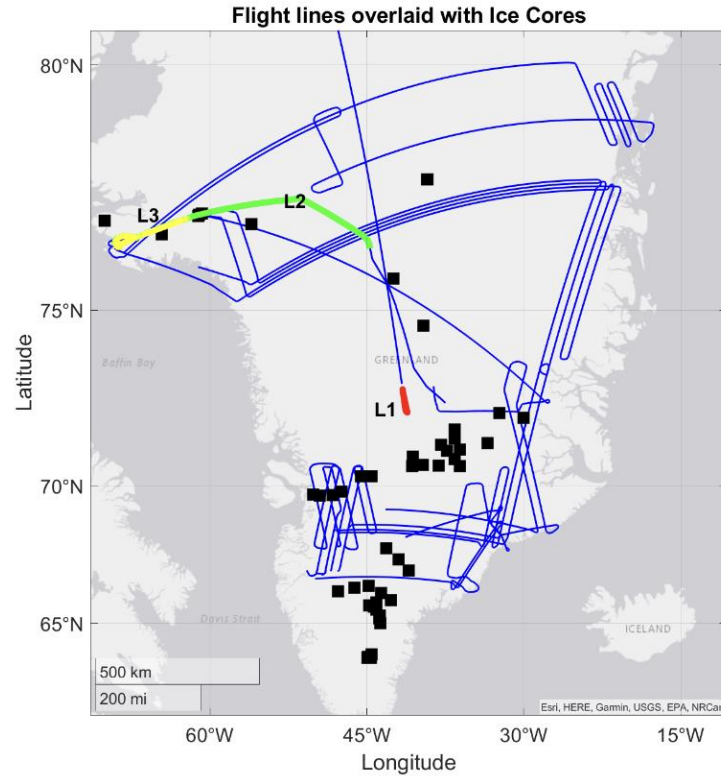 Flight lines overlaid with Ice Cores
80°N
L2
L3
75°N
Baffin Bay
GREENLAND
L1
Latitude
70°N
65°N
Davis Strait
ICELAND
500 km
200 mi
Esri, HERE, Garmin, USGS, EPA, NRCan
60°W 45°W 30°W 15°W
Longitude